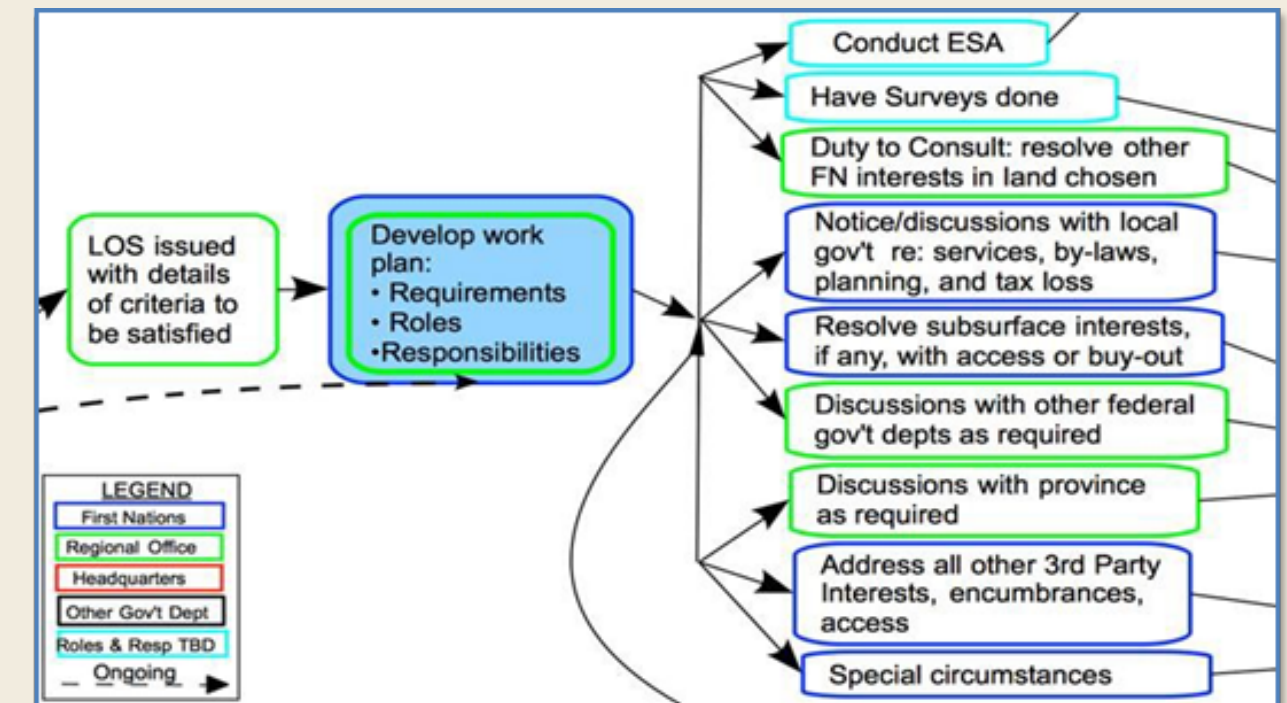 LOS issued
with details
of criteria to
be satisfied
Develop work
plan:
• Requirements
• Roles
•Responsibilities
Conduct ESA
Have Surveys done
Duty to Consult: resolve other
FN interests in land chosen
Notice/discussions with local
gov't re: services, by-laws,
planning, and tax loss
Resolve subsurface interests,
if any, with access or buy-out
Discussions with other federal
gov't depts as required
Discussions with province
as required
Address all other 3rd Party
Interests, encumbrances,
access
Special circumstances
LEGEND
First Nations
Regional Office
Headquarters
Other Gov't Dept
Roles & Resp TBD
Ongoing